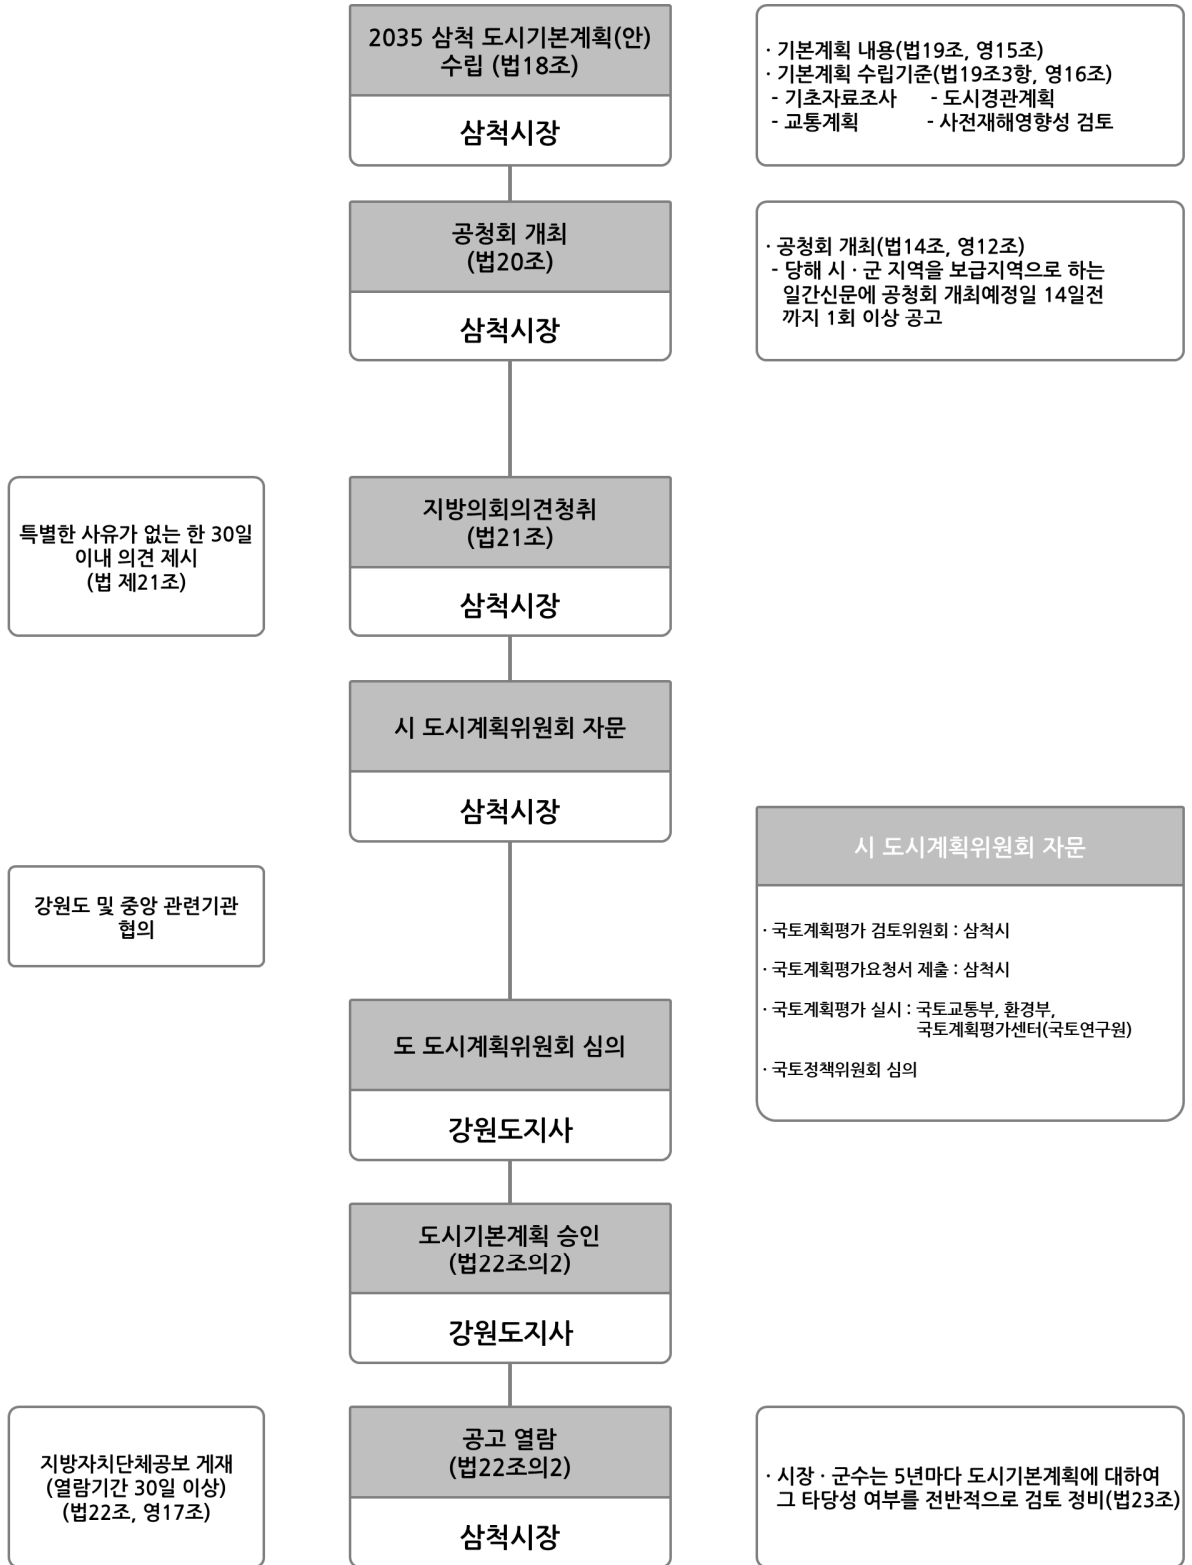 2035 삼척 도시기본계획(안)
수립 (법18조)
삼척시장
· 기본계획 내용(법19조, 영15조)
· 기본계획 수립기준(법19조3항, 영16조)
- 기초자료조사 - 도시경관계획
- 교통계획 - 사전재해영향성 검토
공청회 개최
(법20조)
삼척시장
· 공청회 개최(법14조, 영12조)
- 당해 시 · 군 지역을 보급지역으로 하는
일간신문에 공청회 개최예정일 14일전
까지 1회 이상 공고
특별한 사유가 없는 한 30일
이내 의견 제시
(법 제21조)
지방의회의견청취
(법21조)
삼척시장
시 도시계획위원회 자문
삼척시장
강원도 및 중앙 관련기관
협의
시 도시계획위원회 자문
· 국토계획평가 검토위원회 : 삼척시
· 국토계획평가요청서 제출 : 삼척시
· 국토계획평가 실시 : 국토교통부, 환경부,
국토계획평가센터(국토연구원)
· 국토정책위원회 심의
도 도시계획위원회 심의
강원도지사
도시기본계획 승인
(법22조의2)
강원도지사
지방자치단체공보 게재
(열람기간 30일 이상)
(법22조, 영17조)
공고 열람
(법22조의2)
삼척시장
· 시장 · 군수는 5년마다 도시기본계획에 대하여
그 타당성 여부를 전반적으로 검토 정비(법23조)